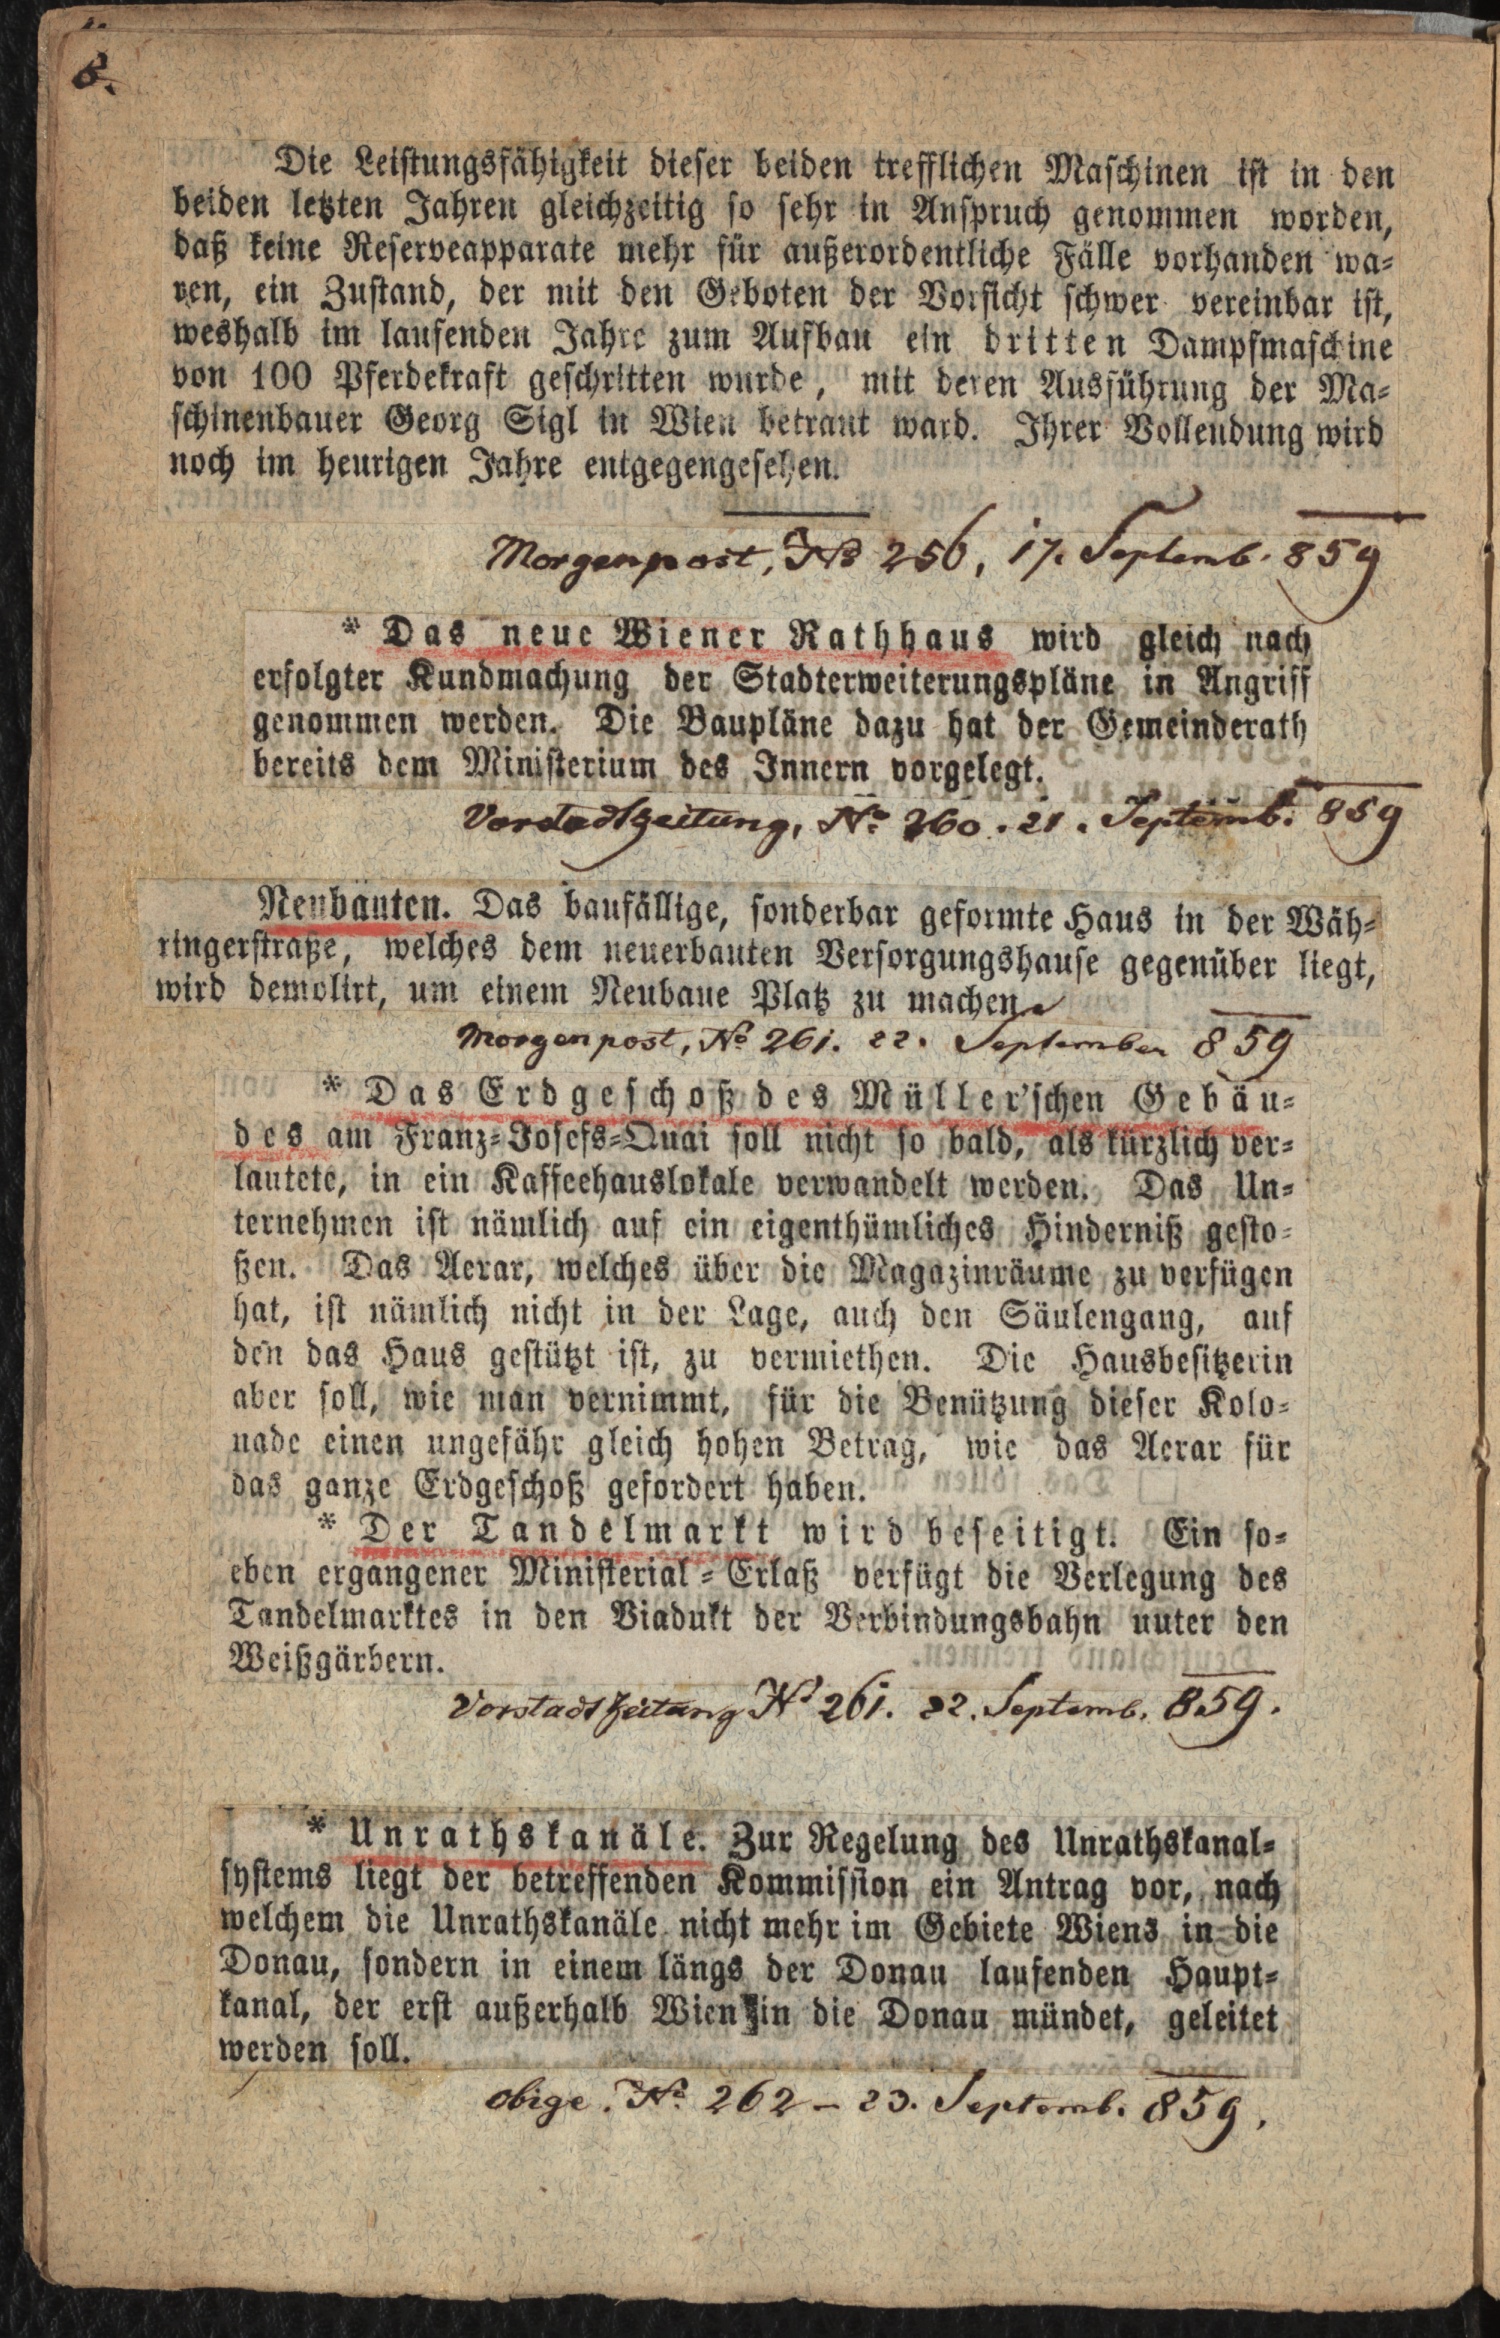 8.
Die Leistungsfähigkeit dieser beiden trefflichen Maschinen ist in den
beiden letzten Jahren gleichzeitig so sehr in Anspruch genommen worden,
daß keine Reserveapparate mehr für außerordentliche Fälle vorhanden wa-
ren, ein Zustand, der mit den Geboten der Vorsicht schwer vereinbar ist,
weshalb im laufenden Jahre zum Aufbau ein dritten Dampfmaschine
von 100 Pferdekraft geschritten wurde, mit deren Ausführung der Ma-
schinenbauer Georg Sigl in Wien betraut ward. Ihrer Vollendung wird
noch im heurigen Jahre entgegengesehen.
Morgenpost, No 256, 17. Septemb. 859
* Das neue Wiener Rathhaus wird gleich nach
erfolgter Kundmachung der Stadterweiterungspläne in Angriff
genommen werden. Die Baupläne dazu hat der Gemeinderath
bereits dem Ministerium des Innern vorgelegt.
Vorstadtzeitung, No. 260. 21. Septemb. 859
Neubauten. Das baufällige, sonderbar geformte Haus in der Wäh-
ringerstraße, welches dem neuerbauten Versorgungshause gegenüber liegt,
wird demolirt, um einem Neubaue Platz zu machen.
Morgenpost, No 261. 22. September 859
* Das Erdgeschoß des Müller'schen Gebäu-
des am Franz-Josefs-Quai soll nicht so bald, als kürzlich ver-
lautete, in ein Kaffeehauslokale verwandelt werden. Das Un-
ternehmen ist nämlich auf ein eigenthümliches Hinderniß gesto-
ßen. Das Aerar, welches über die Magazinräume zu verfügen
hat, ist nämlich nicht in der Lage, auch den Säulengang, auf
den das Haus gestützt ist, zu vermiethen. Die Hausbesitzerin
aber soll, wie man vernimmt, für die Benützung dieser Kolo-
nade einen ungefähr gleich hohen Betrag, wie das Aerar für
das ganze Erdgeschoß gefordert haben.
* Der Tandelmarkt wird beseitigt. Ein so-
eben ergangener Ministerial-Erlaß verfügt die Verlegung des
Tandelmarktes in den Viadukt der Verbindungsbahn unter den
Weißgärbern.
Vorstadtzeitung No 261. 22. Septemb. 859.
* Unrathskanäle. Zur Regelung des Unrathskanal-
systems liegt der betreffenden Kommission ein Antrag vor, nach
welchem die Unrathskanäle nicht mehr im Gebiete Wiens in die
Donau, sondern in einem längs der Donau laufenden Haupt-
kanal, der erst außerhalb Wien in die Donau mündet, geleitet
werden soll.
obige. No. 262 - 23. Septemb. 859.